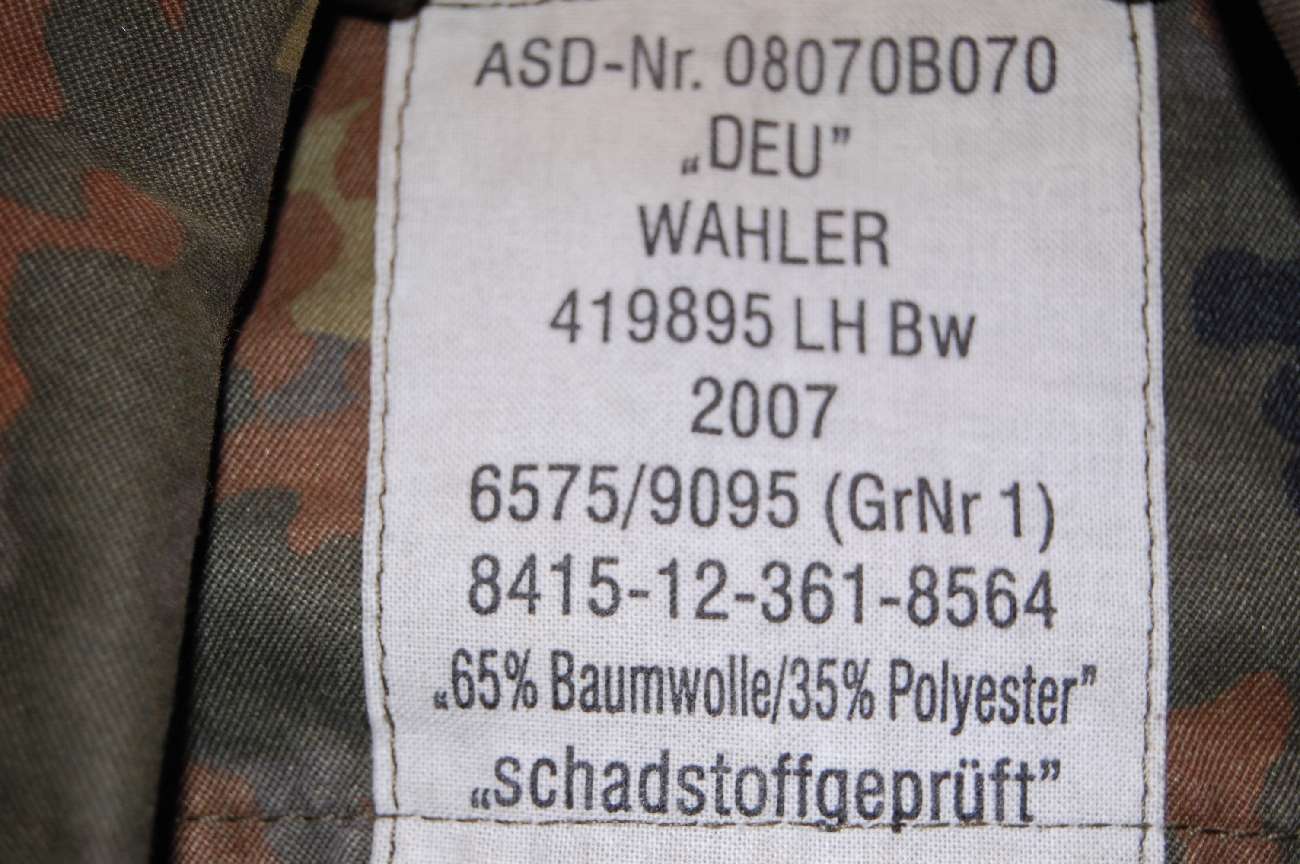 ASD-Nr. 08070B070
„DEU”
WAHLER
419895 LH Bw
2007
6575/9095 (GrNr 1)
8415-12-361-8564
„65% Baumwolle/35% Polyester”
„schadstoffgeprüft”